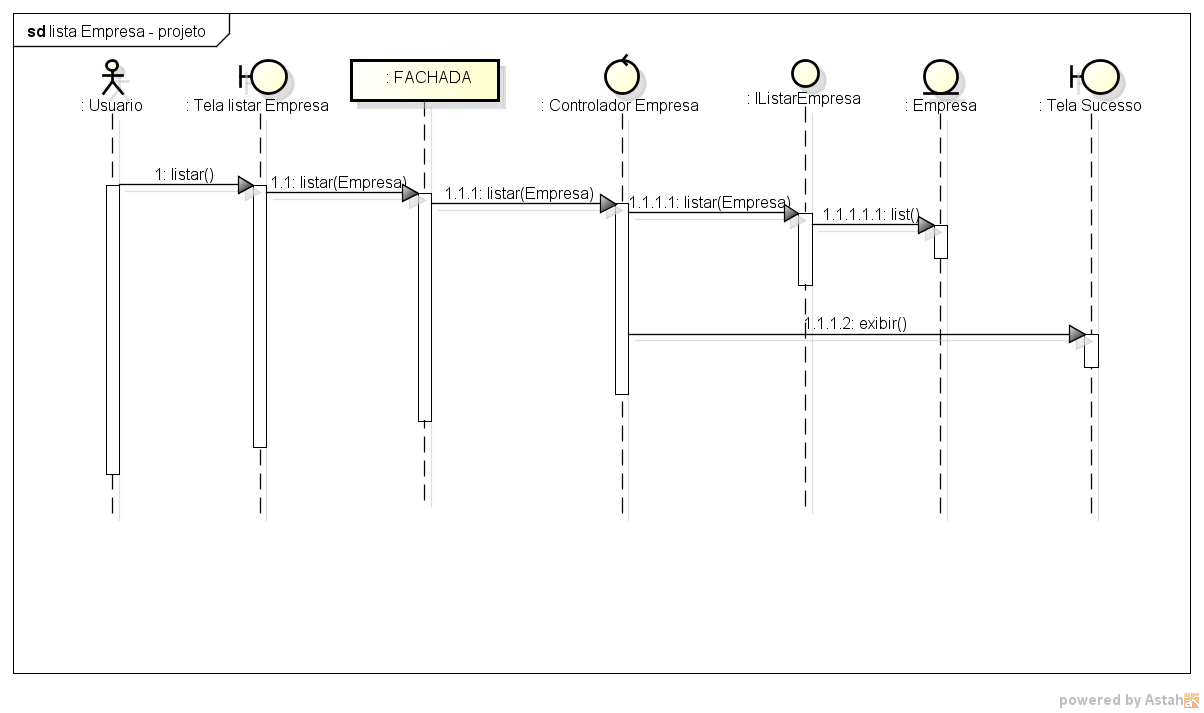 sd lista Empresa - projeto
: Usuario
: Tela listar Empresa
: FACHADA
: Controlador Empresa
: IListarEmpresa
: Empresa
: Tela Sucesso
1: listar()
1.1: listar(Empresa)
1.1.1: listar(Empresa)
1.1.1.1: listar(Empresa)
1.1.1.1.1: list()
1.1.1.2: exibir()
powered by Astah